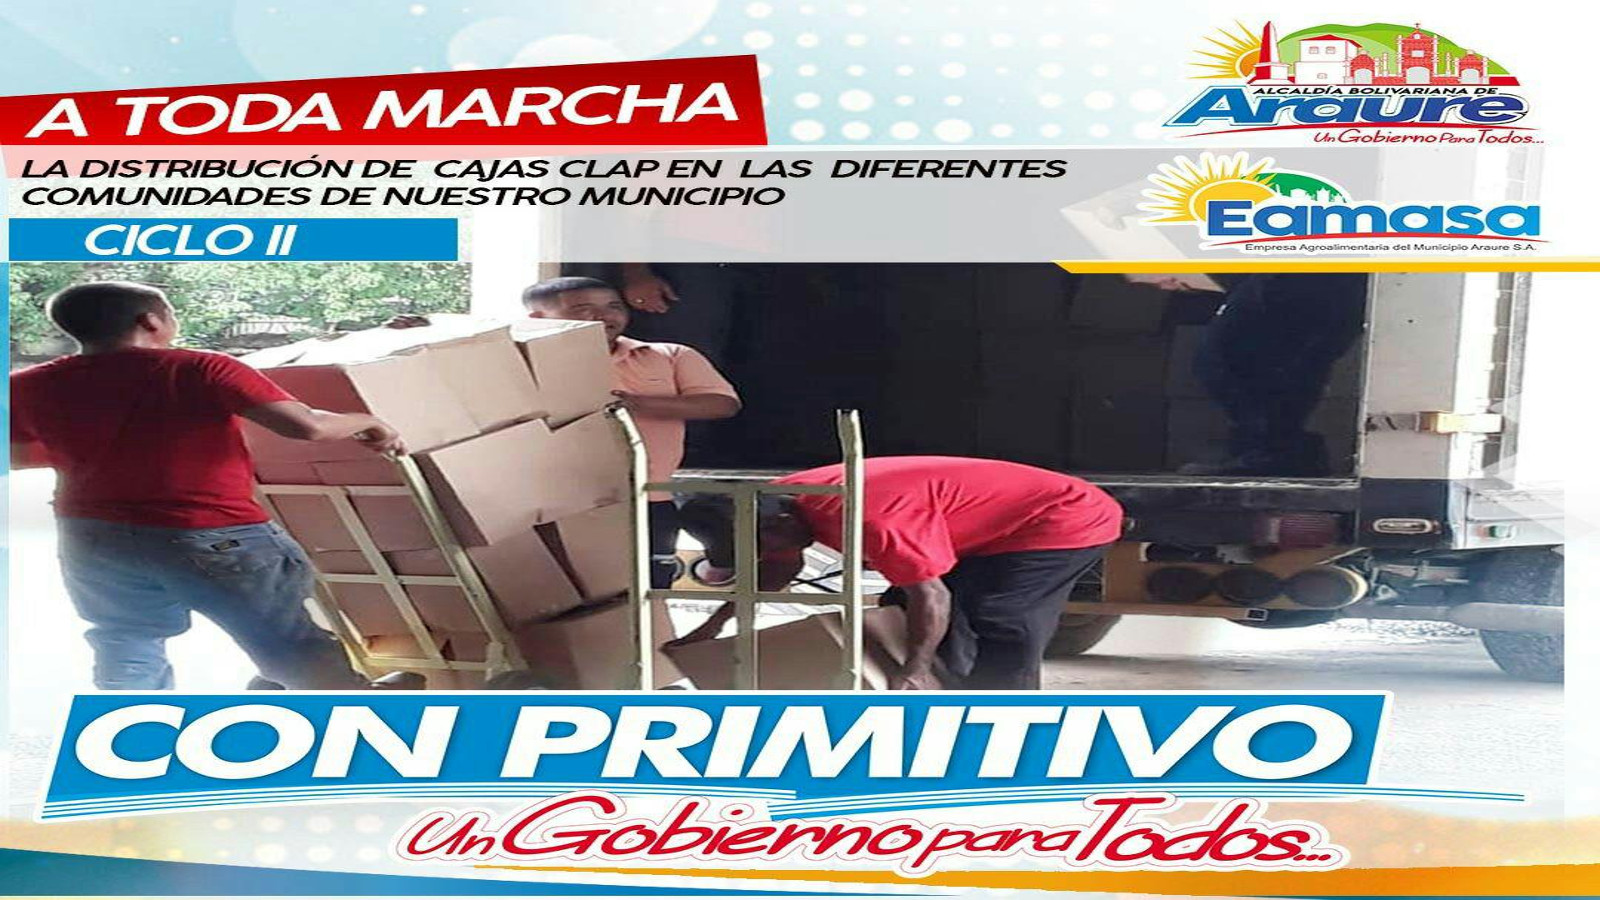 A TODA MARCHA
LA DISTRIBUCIÓN DE CAJAS CLAP EN LAS DIFERENTES
COMUNIDADES DE NUESTRO MUNICIPIO
CICLO II
ALCALDÍA BOLIVARIANA DE
Araure
Un Gobierno Para Todos...
Eamasa
Empresa Agroalimentaria del Municipio Araure S.A.
CON PRIMITIVO
Un Gobierno para Todos...